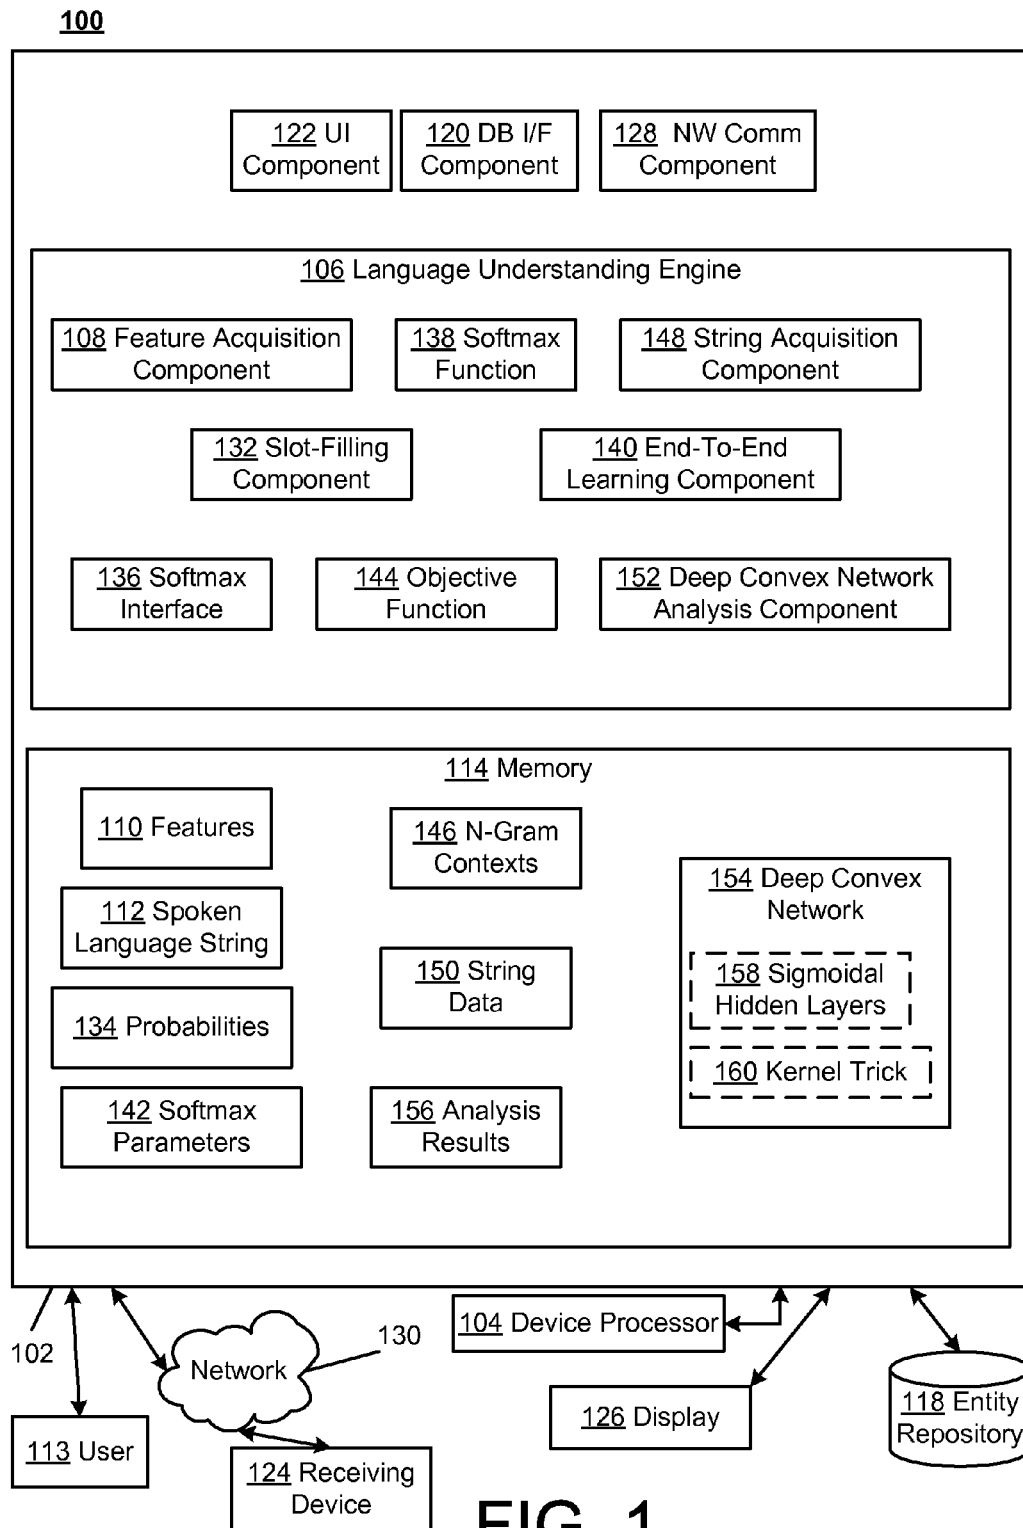 100
122 UI
Component
120 DB I/F
Component
128 NW Comm
Component
106 Language Understanding Engine
108 Feature Acquisition
Component
138 Softmax
Function
148 String Acquisition
Component
132 Slot-Filling
Component
140 End-To-End
Learning Component
136 Softmax
Interface
144 Objective
Function
152 Deep Convex Network
Analysis Component
114 Memory
110 Features
146 N-Gram
Contexts
154 Deep Convex
Network
112 Spoken
Language String
158 Sigmoidal
Hidden Layers
150 String
Data
134 Probabilities
160 Kernel Trick
142 Softmax
Parameters
156 Analysis
Results
102
Network
130
104 Device Processor
126 Display
118 Entity
Repository
113 User
124 Receiving
Device
FIG. 1